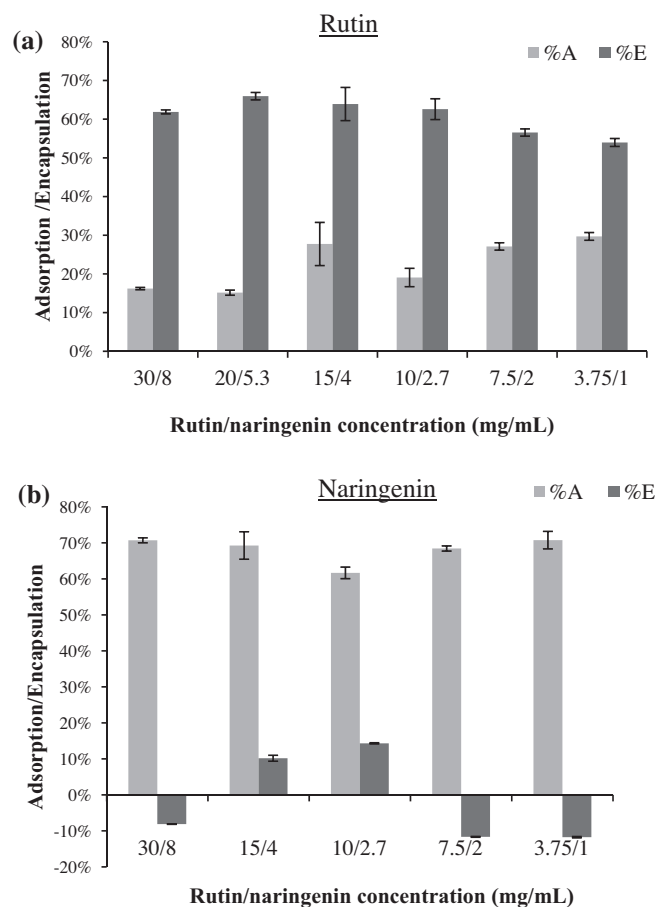 (a)
Rutin
%A %E
80%
70%
60%
50%
40%
30%
20%
10%
0%
Adsorption /Encapsulation
30/8 20/5.3 15/4 10/2.7 7.5/2 3.75/1
Rutin/naringenin concentration (mg/mL)
(b)
Naringenin
%A %E
80%
70%
60%
50%
40%
30%
20%
10%
0%
-10%
-20%
Adsorption/Encapsulation
30/8 15/4 10/2.7 7.5/2 3.75/1
Rutin/naringenin concentration (mg/mL)